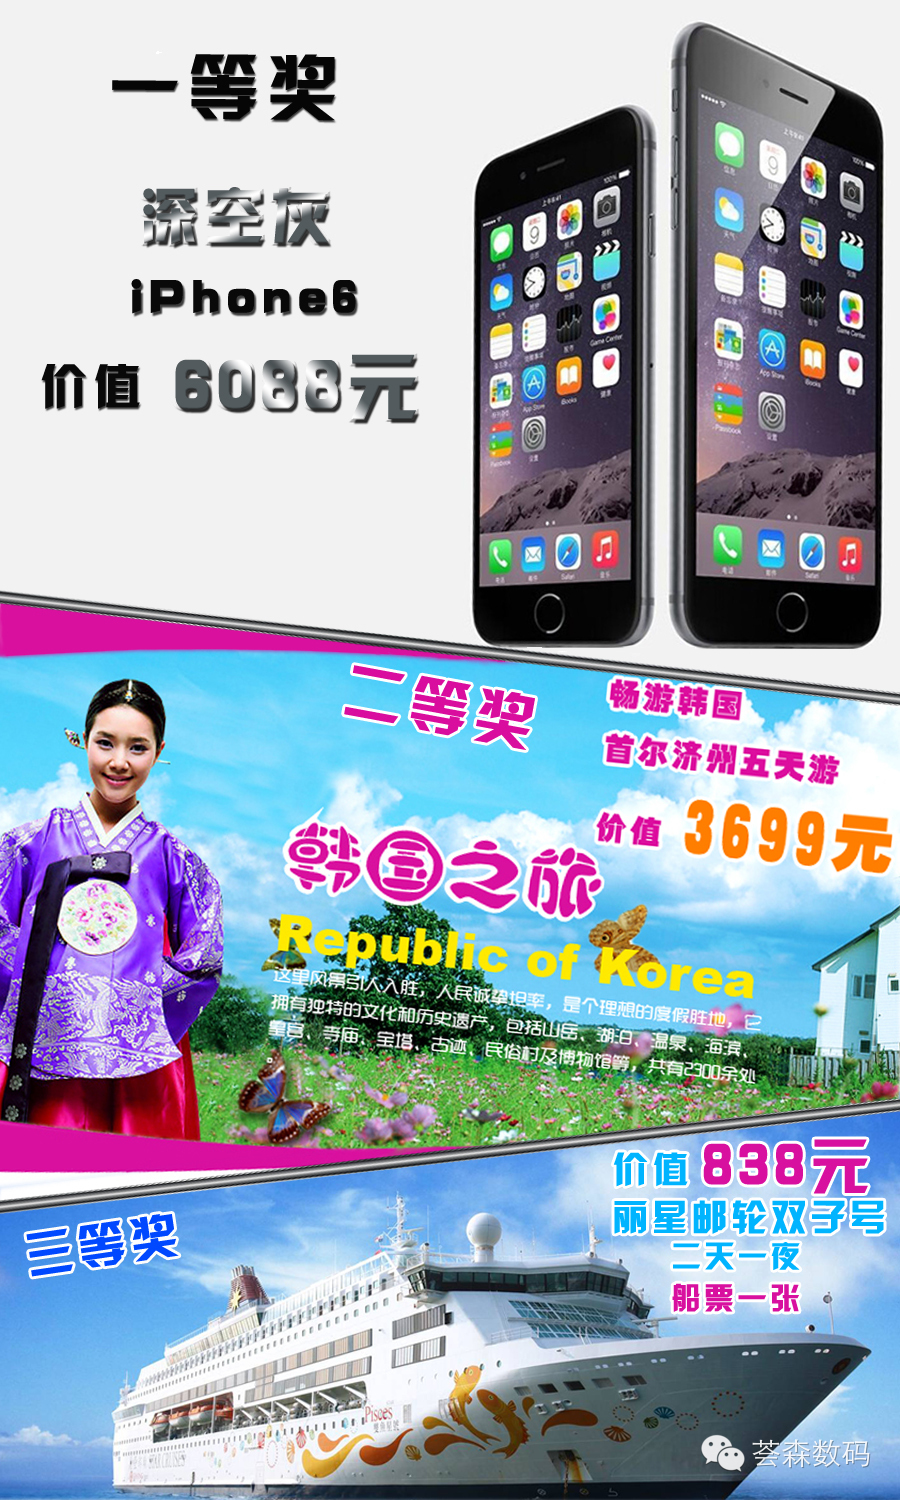 一等奖
深空灰
iPhone6
价值 6088元
二等奖
畅游韩国
首尔济州五天游
价值 3699元
韩国之旅
Republic of Korea
这里风景引人入胜，人民诚挚坦率，是个理想的度假胜地，它
拥有独特的文化和历史遗产，包括山岳、湖泊、温泉、海滨、
皇宫、寺庙、宝塔、古迹、民俗村及博物馆等，共有2300余处
价值 838元
丽星邮轮双子号
二天一夜
船票一张
三等奖
Pisces
荟森数码